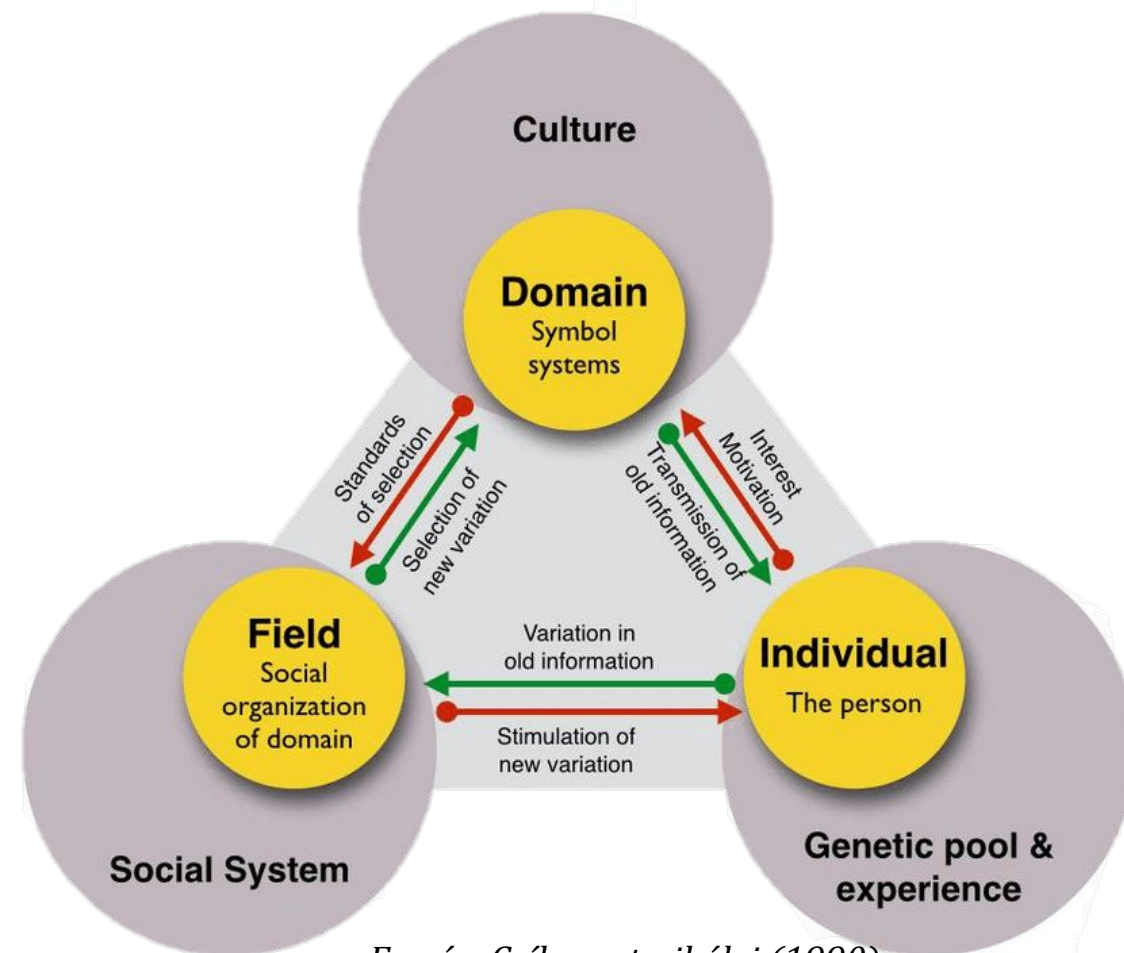 Culture
Domain
Symbol
systems
Standards
of selection
Selection of
new variation
Interest
Motivation
Transmission of
old information
Field
Social
organization
of domain
Variation in
old information
Stimulation of
new variation
Individual
The person
Social System
Genetic pool &
experience